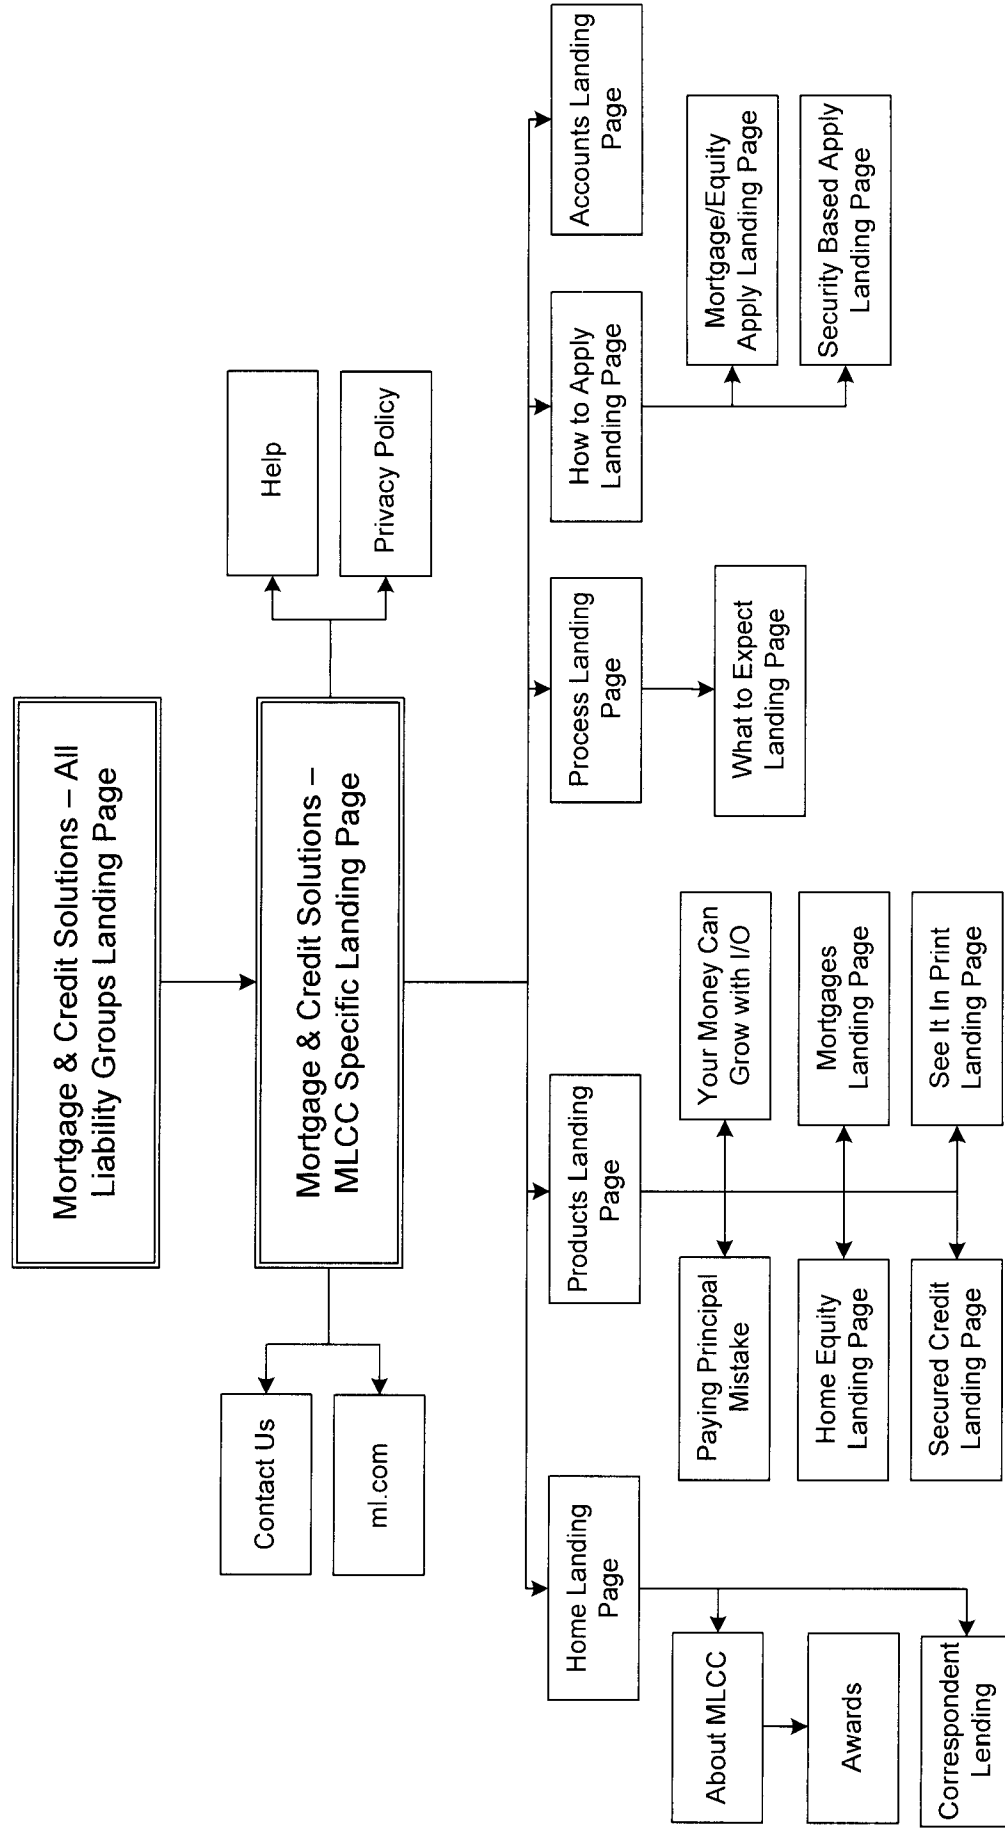 Mortgage & Credit Solutions – All
Liability Groups Landing Page
Mortgage & Credit Solutions –
MLCC Specific Landing Page
Contact Us
ml.com
Help
Privacy Policy
Home Landing
Page
Products Landing
Page
Process Landing
Page
How to Apply
Landing Page
Accounts Landing
Page
About MLCC
Awards
Correspondent
Lending
Paying Principal
Mistake
Your Money Can
Grow with I/O
Home Equity
Landing Page
Mortgages
Landing Page
Secured Credit
Landing Page
See It In Print
Landing Page
What to Expect
Landing Page
Mortgage/Equity
Apply Landing Page
Security Based Apply
Landing Page